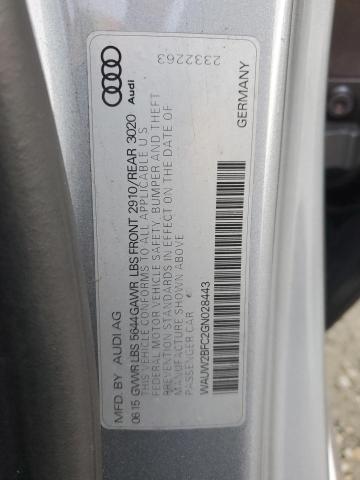 Audi
2332263
MFD. BY AUDI AG
06 15 GVWR LBS 5644 GAWR LBS FRONT 2910/REAR 3020
THIS VEHICLE CONFORMS TO ALL APPLICABLE U.S.
FEDERAL MOTOR VEHICLE SAFETY, BUMPER AND THEFT
PREVENTION STANDARDS IN EFFECT ON THE DATE OF
MANUFACTURE SHOWN ABOVE.
PASSENGER CAR
WAUW2BFC2GN028443
GERMANY